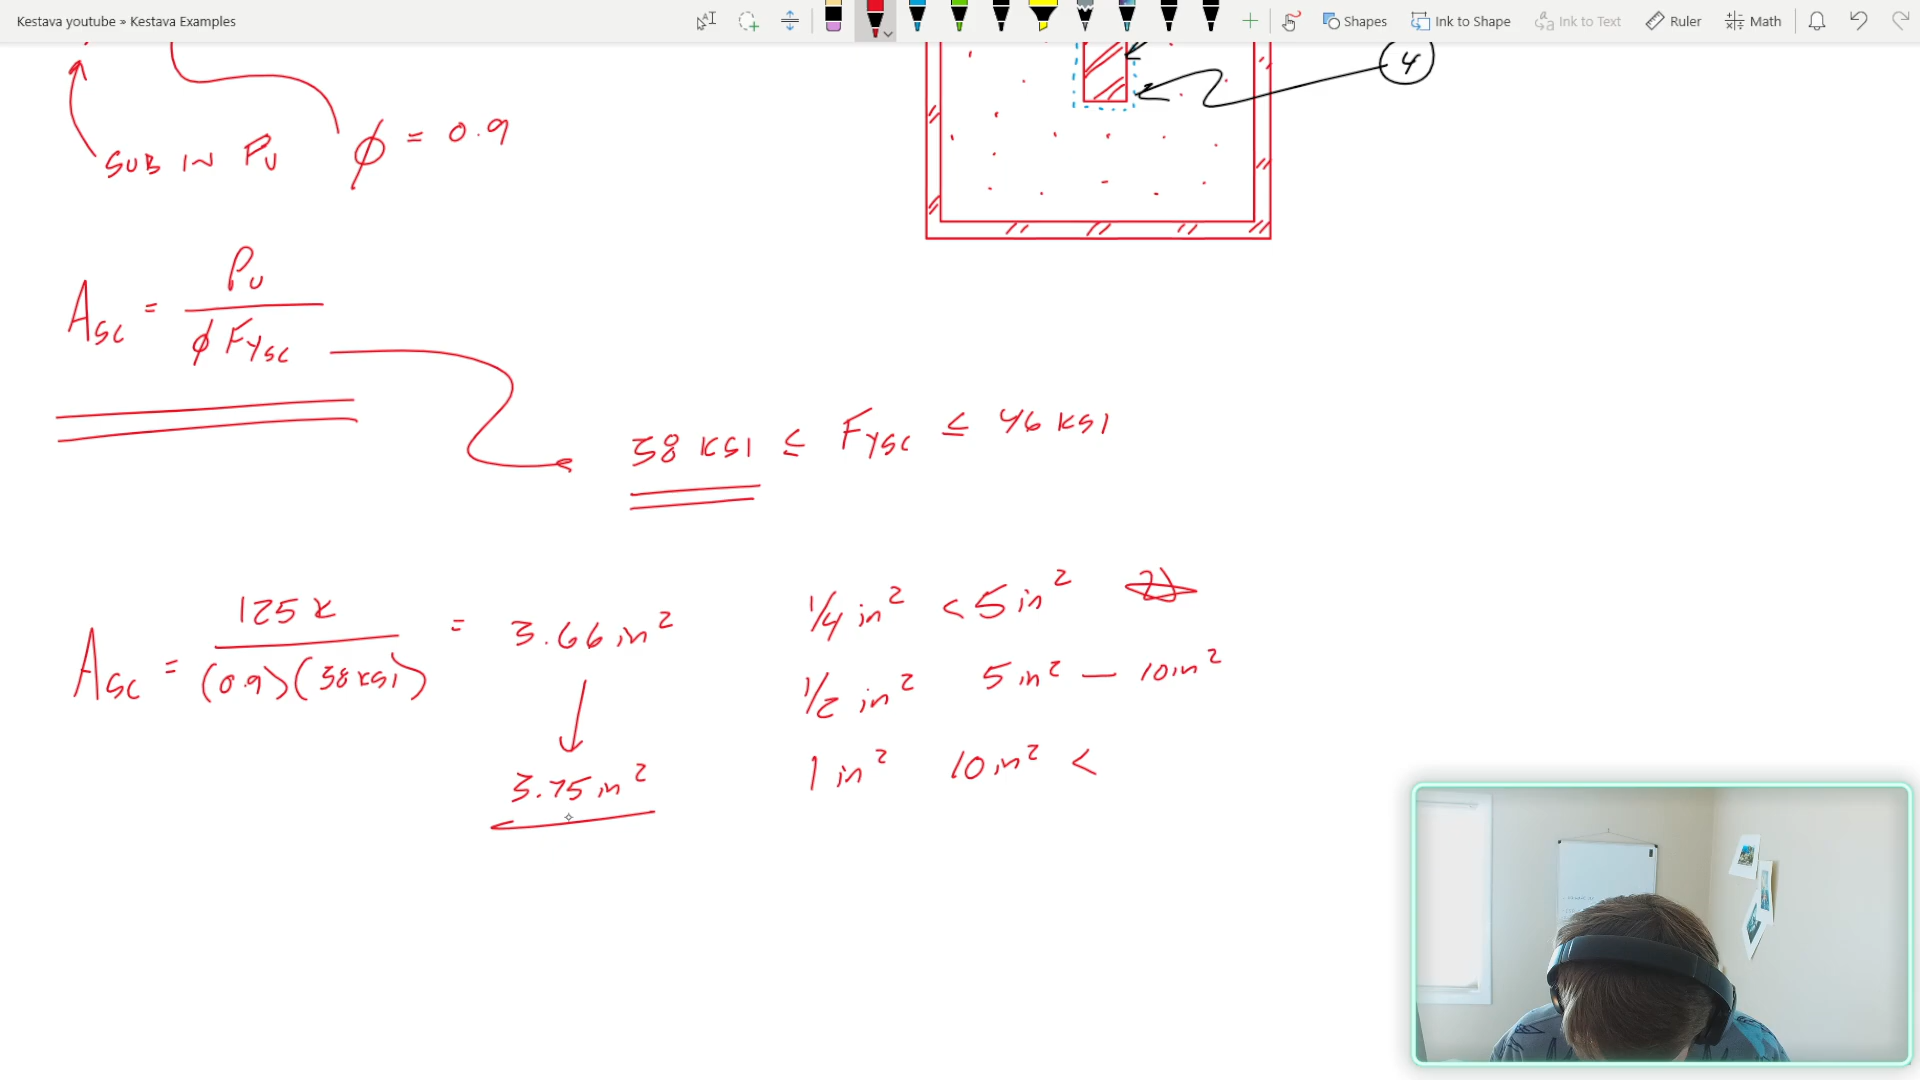 Kestava youtube » Kestava Examples
Shapes
Ink to Shape
Ink to Text
Ruler
Math
4
SUB IN Pu
ϕ = 0.9
Asc = Pu / ϕ Fysc
38 KSI ≤ Fysc ≤ 46 KSI
Asc = 125 K / (0.9)(38 KSI) = 3.66 in²
3.75 in²
1/4 in² < 5 in²
1/2 in² 5 in² — 10 in²
1 in² 10 in² <